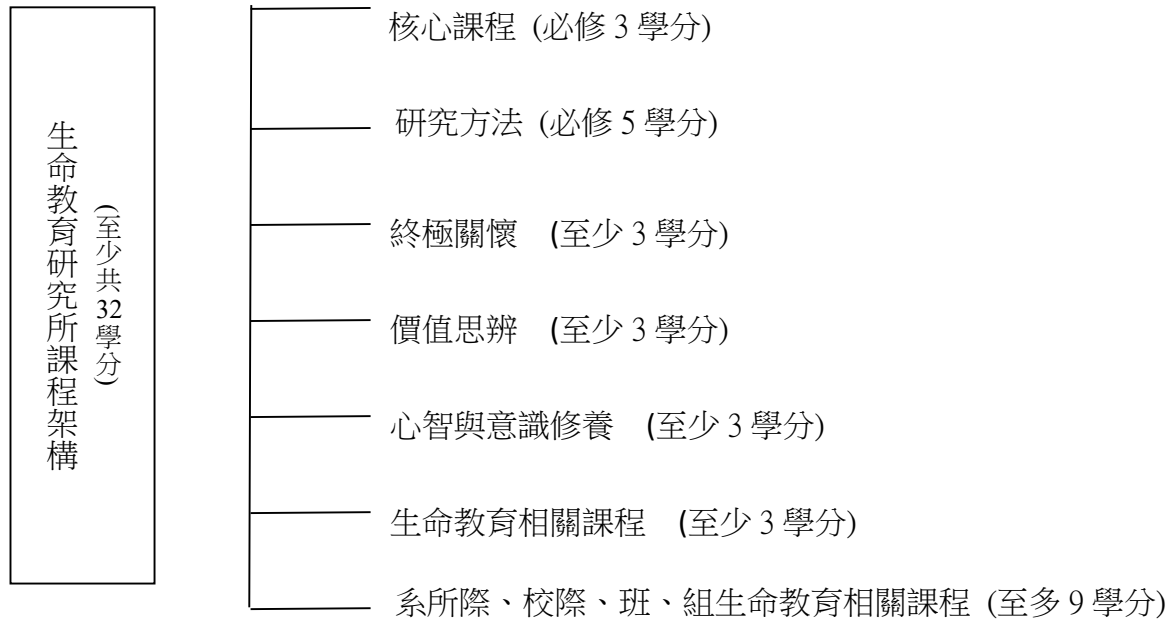 生命教育研究所課程架構
(至少共32學分)
核心課程 (必修 3 學分)
研究方法 (必修 5 學分)
終極關懷 (至少 3 學分)
價值思辨 (至少 3 學分)
心智與意識修養 (至少 3 學分)
生命教育相關課程 (至少 3 學分)
系所際、校際、班、組生命教育相關課程 (至多 9 學分)